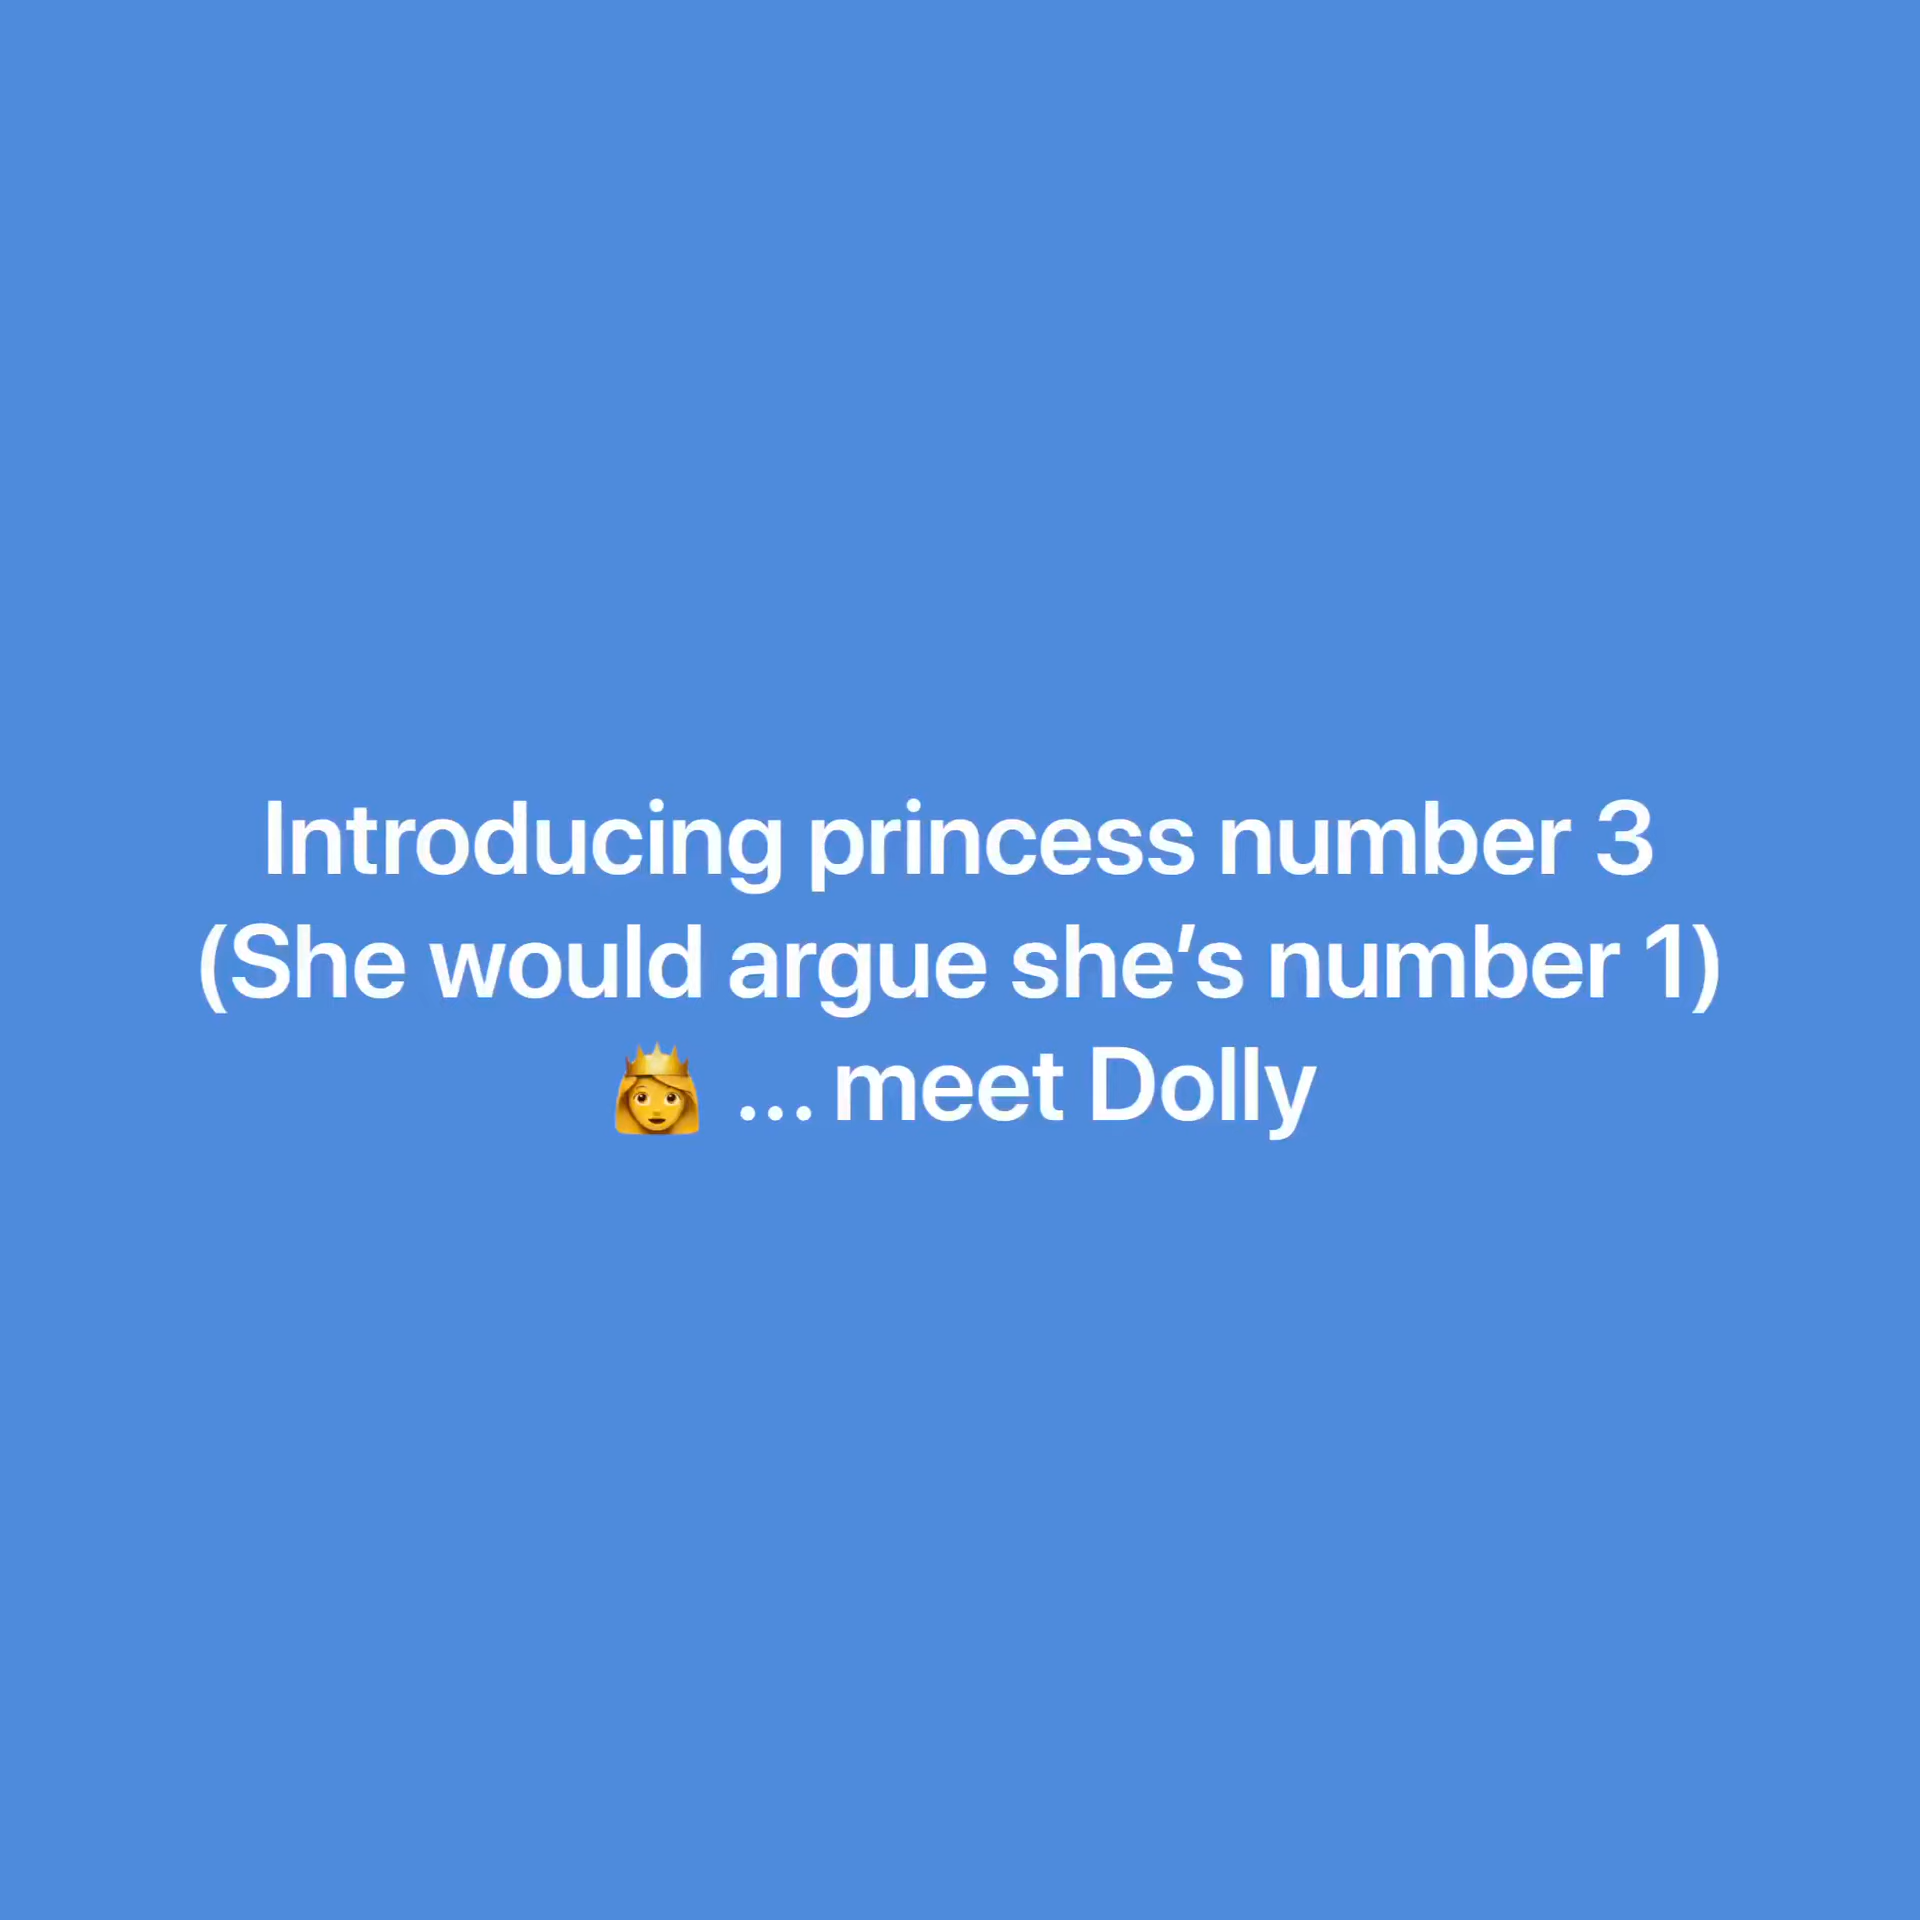 Introducing princess number 3
(She would argue she’s number 1)
👸 ... meet Dolly